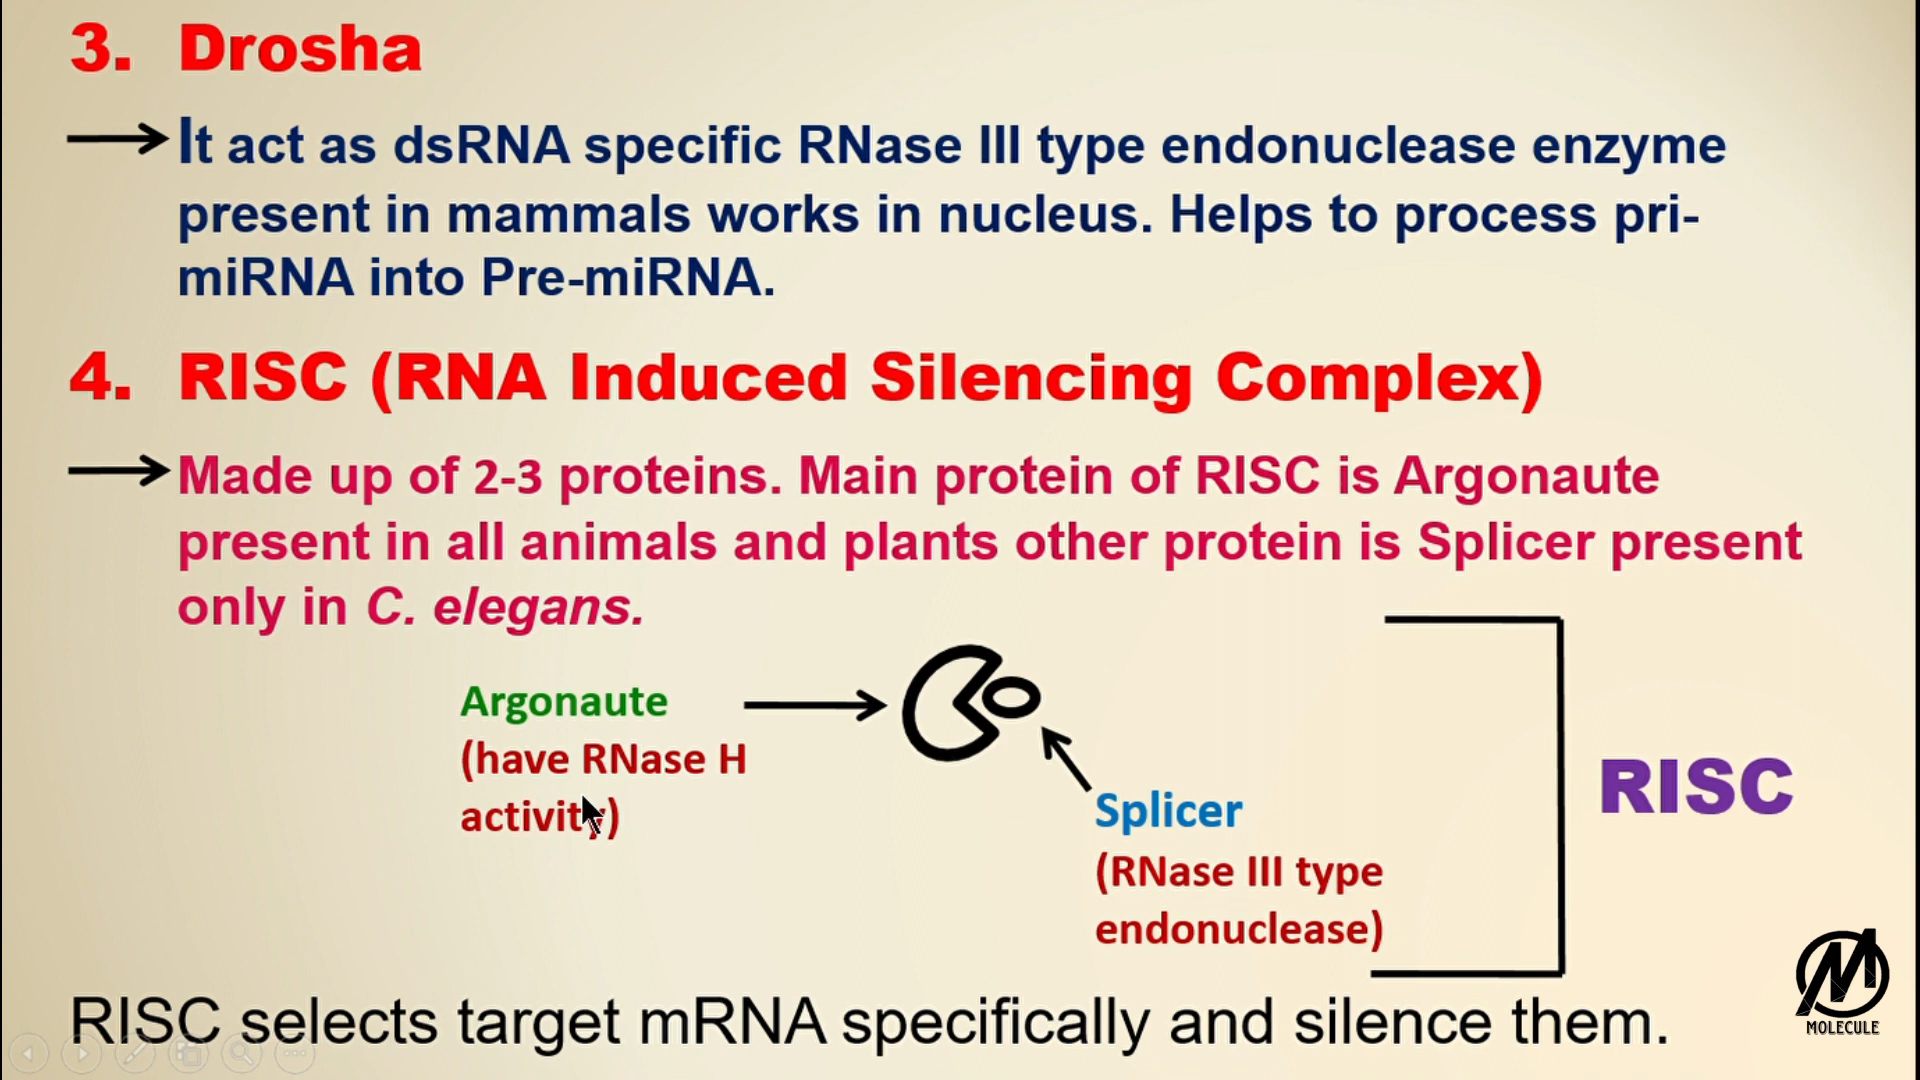 3. Drosha
It act as dsRNA specific RNase III type endonuclease enzyme
present in mammals works in nucleus. Helps to process pri-
miRNA into Pre-miRNA.
4. RISC (RNA Induced Silencing Complex)
Made up of 2-3 proteins. Main protein of RISC is Argonaute
present in all animals and plants other protein is Splicer present
only in C. elegans.
Argonaute
(have RNase H
activity)
Splicer
(RNase III type
endonuclease)
RISC
RISC selects target mRNA specifically and silence them.
M
MOLECULE